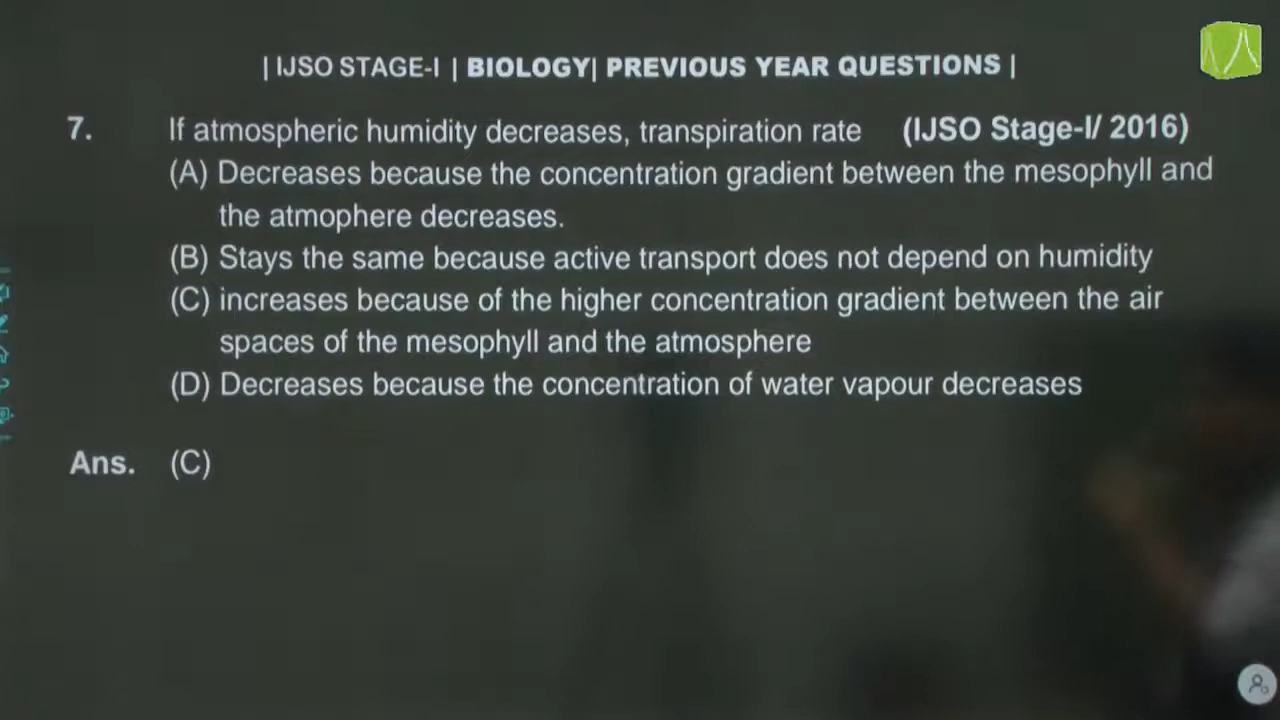 | IJSO STAGE-I | BIOLOGY| PREVIOUS YEAR QUESTIONS |
7. If atmospheric humidity decreases, transpiration rate (IJSO Stage-I/ 2016)
(A) Decreases because the concentration gradient between the mesophyll and
the atmophere decreases.
(B) Stays the same because active transport does not depend on humidity
(C) increases because of the higher concentration gradient between the air
spaces of the mesophyll and the atmosphere
(D) Decreases because the concentration of water vapour decreases
Ans. (C)